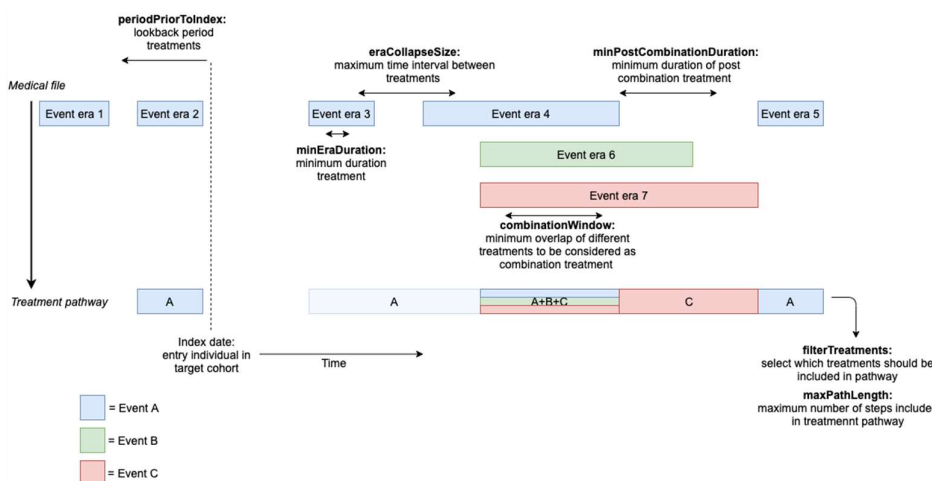 periodPriorToIndex:
lookback period
treatments
eraCollapseSize:
maximum time interval between
treatments
minPostCombinationDuration:
minimum duration of post
combination treatment
Medical file
Event era 1
Event era 2
Event era 3
Event era 4
Event era 5
minEraDuration:
minimum duration
treatment
Event era 6
Event era 7
combinationWindow:
minimum overlap of different
treatments to be considered as
combination treatment
Treatment pathway
A
A
A+B+C
C
A
Index date:
entry individual in
target cohort
Time
filterTreatments:
select which treatments should be
included in pathway
maxPathLength:
maximum number of steps include
in treatmennt pathway
= Event A
= Event B
= Event C